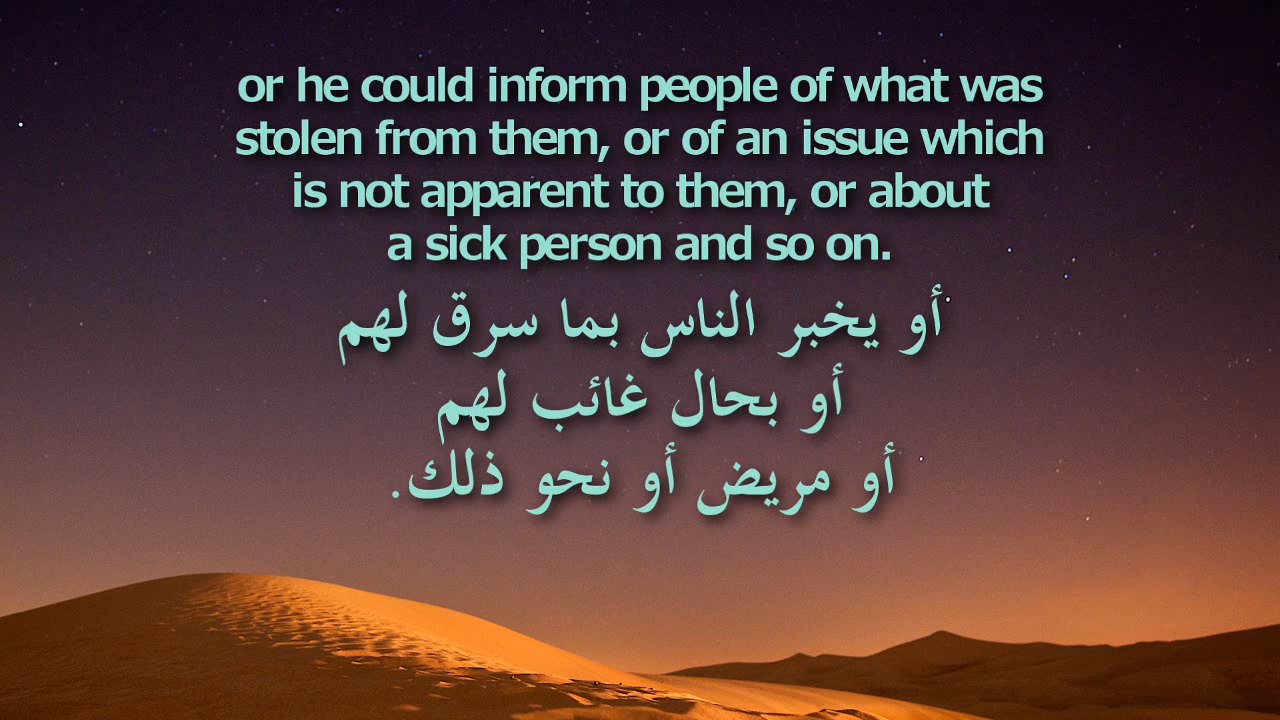 or he could inform people of what was
stolen from them, or of an issue which
is not apparent to them, or about
a sick person and so on.
أو يخبر الناس بما سرق لهم
أو بحال غائب لهم
أو مريض أو نحو ذلك.